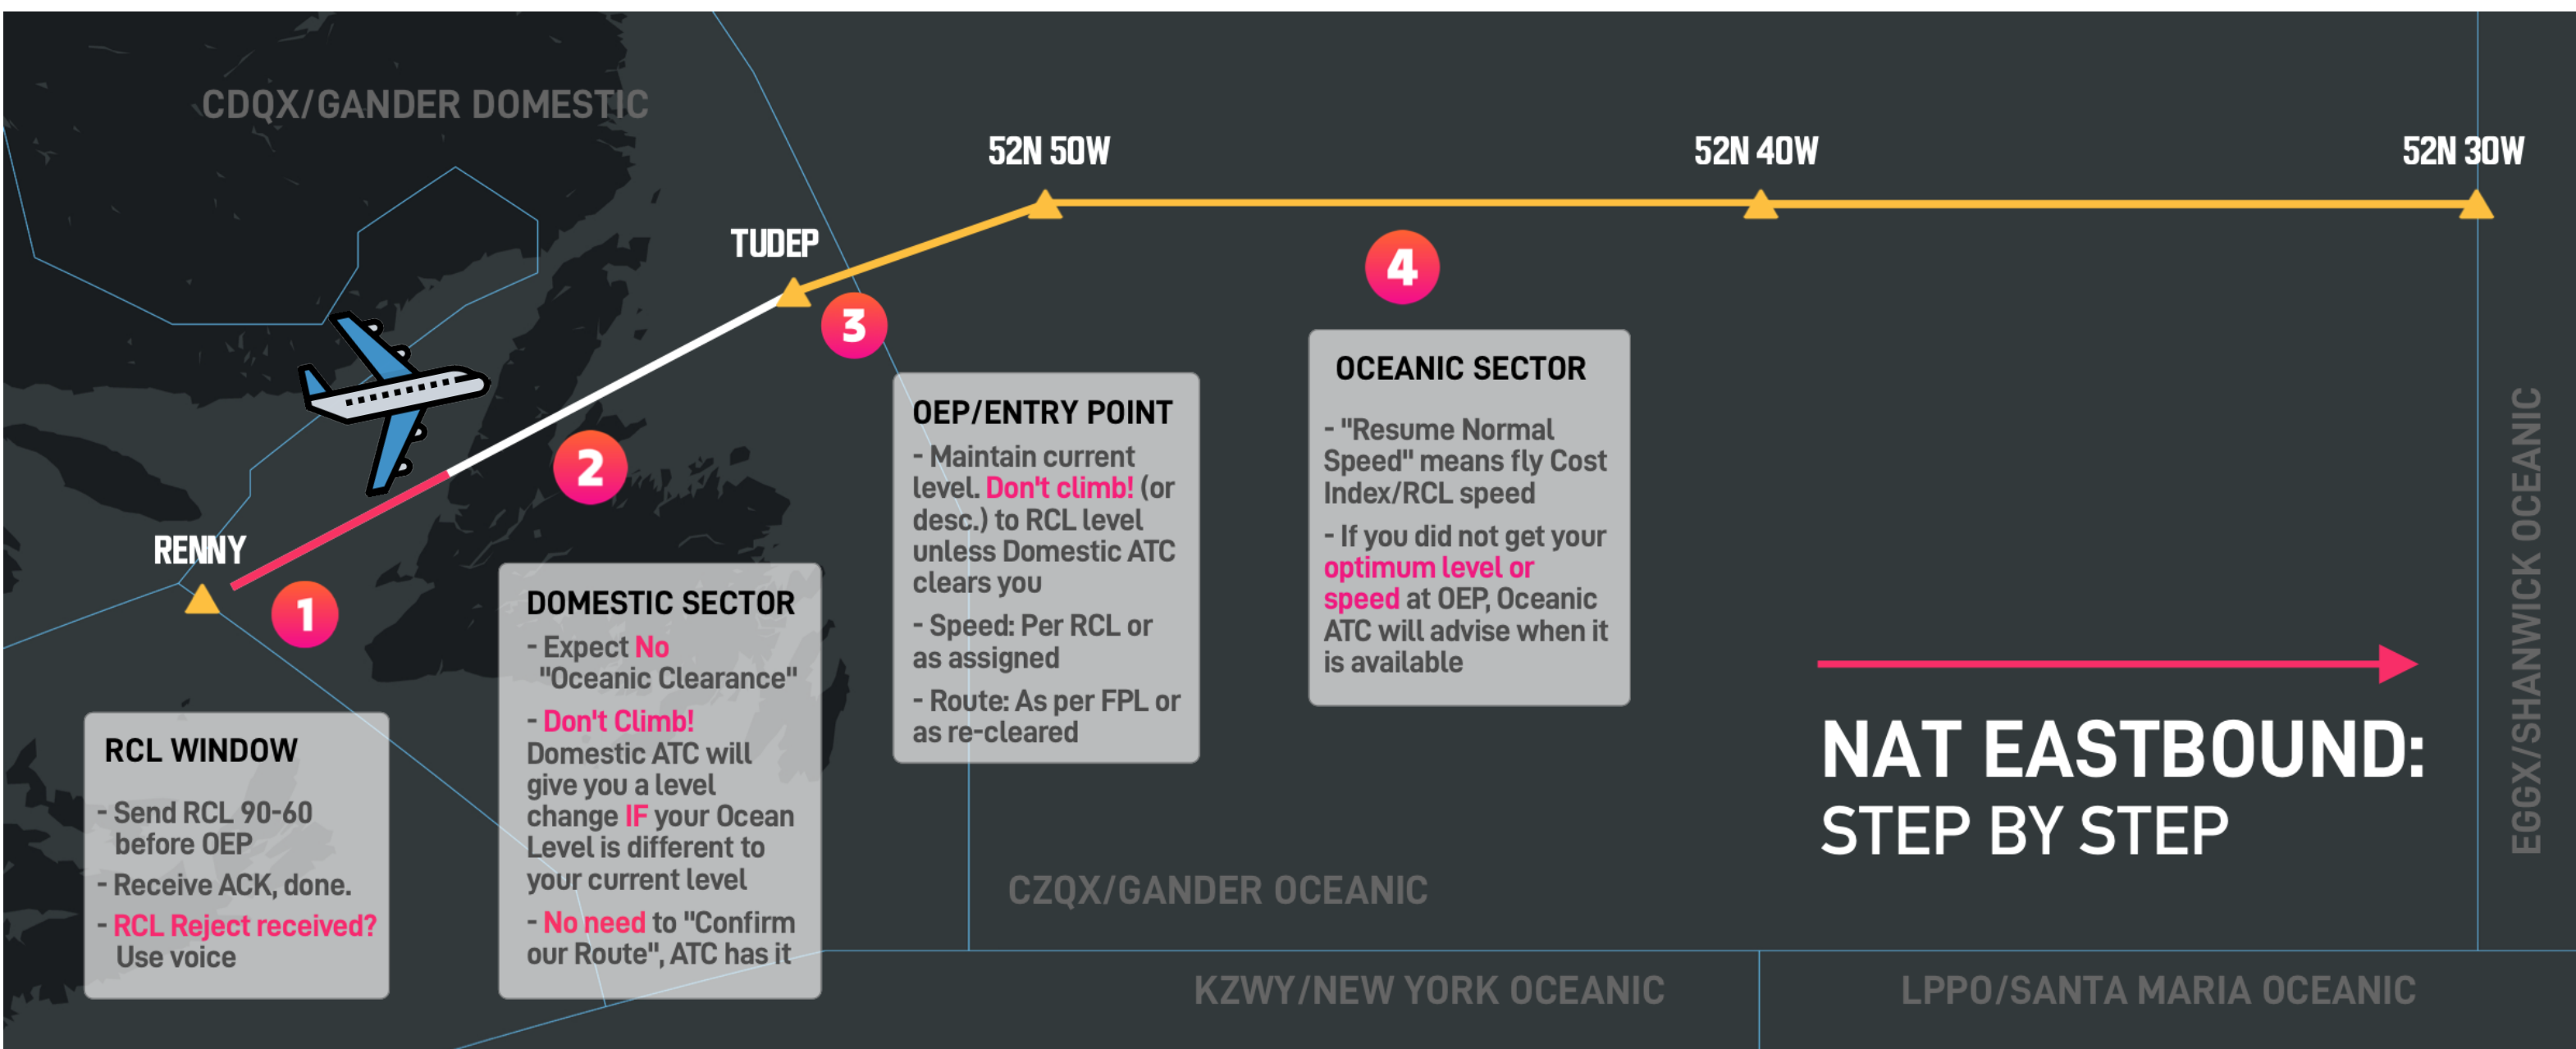 CDQX/GANDER DOMESTIC
52N 50W
52N 40W
52N 30W
TUDEP
RENNY
1
RCL WINDOW
- Send RCL 90-60
before OEP
- Receive ACK, done.
- RCL Reject received?
Use voice
2
DOMESTIC SECTOR
- Expect No
"Oceanic Clearance"
- Don't Climb!
Domestic ATC will
give you a level
change IF your Ocean
Level is different to
your current level
- No need to "Confirm
our Route", ATC has it
3
OEP/ENTRY POINT
- Maintain current
level. Don't climb! (or
desc.) to RCL level
unless Domestic ATC
clears you
- Speed: Per RCL or
as assigned
- Route: As per FPL or
as re-cleared
4
OCEANIC SECTOR
- "Resume Normal
Speed" means fly Cost
Index/RCL speed
- If you did not get your
optimum level or
speed at OEP, Oceanic
ATC will advise when it
is available
NAT EASTBOUND:
STEP BY STEP
EGGX/SHANWICK OCEANIC
CZQX/GANDER OCEANIC
KZWY/NEW YORK OCEANIC
LPPO/SANTA MARIA OCEANIC